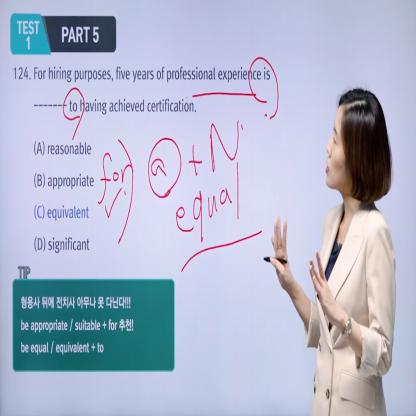 TEST 1 PART 5
124. For hiring purposes, five years of professional experience is
-------- to having achieved certification.
(A) reasonable
(B) appropriate
(C) equivalent
(D) significant
for)
a + N
equal
TIP
형용사 뒤에 전치사 아무나 못 다닌다!!!
be appropriate / suitable + for 추천!
be equal / equivalent + to